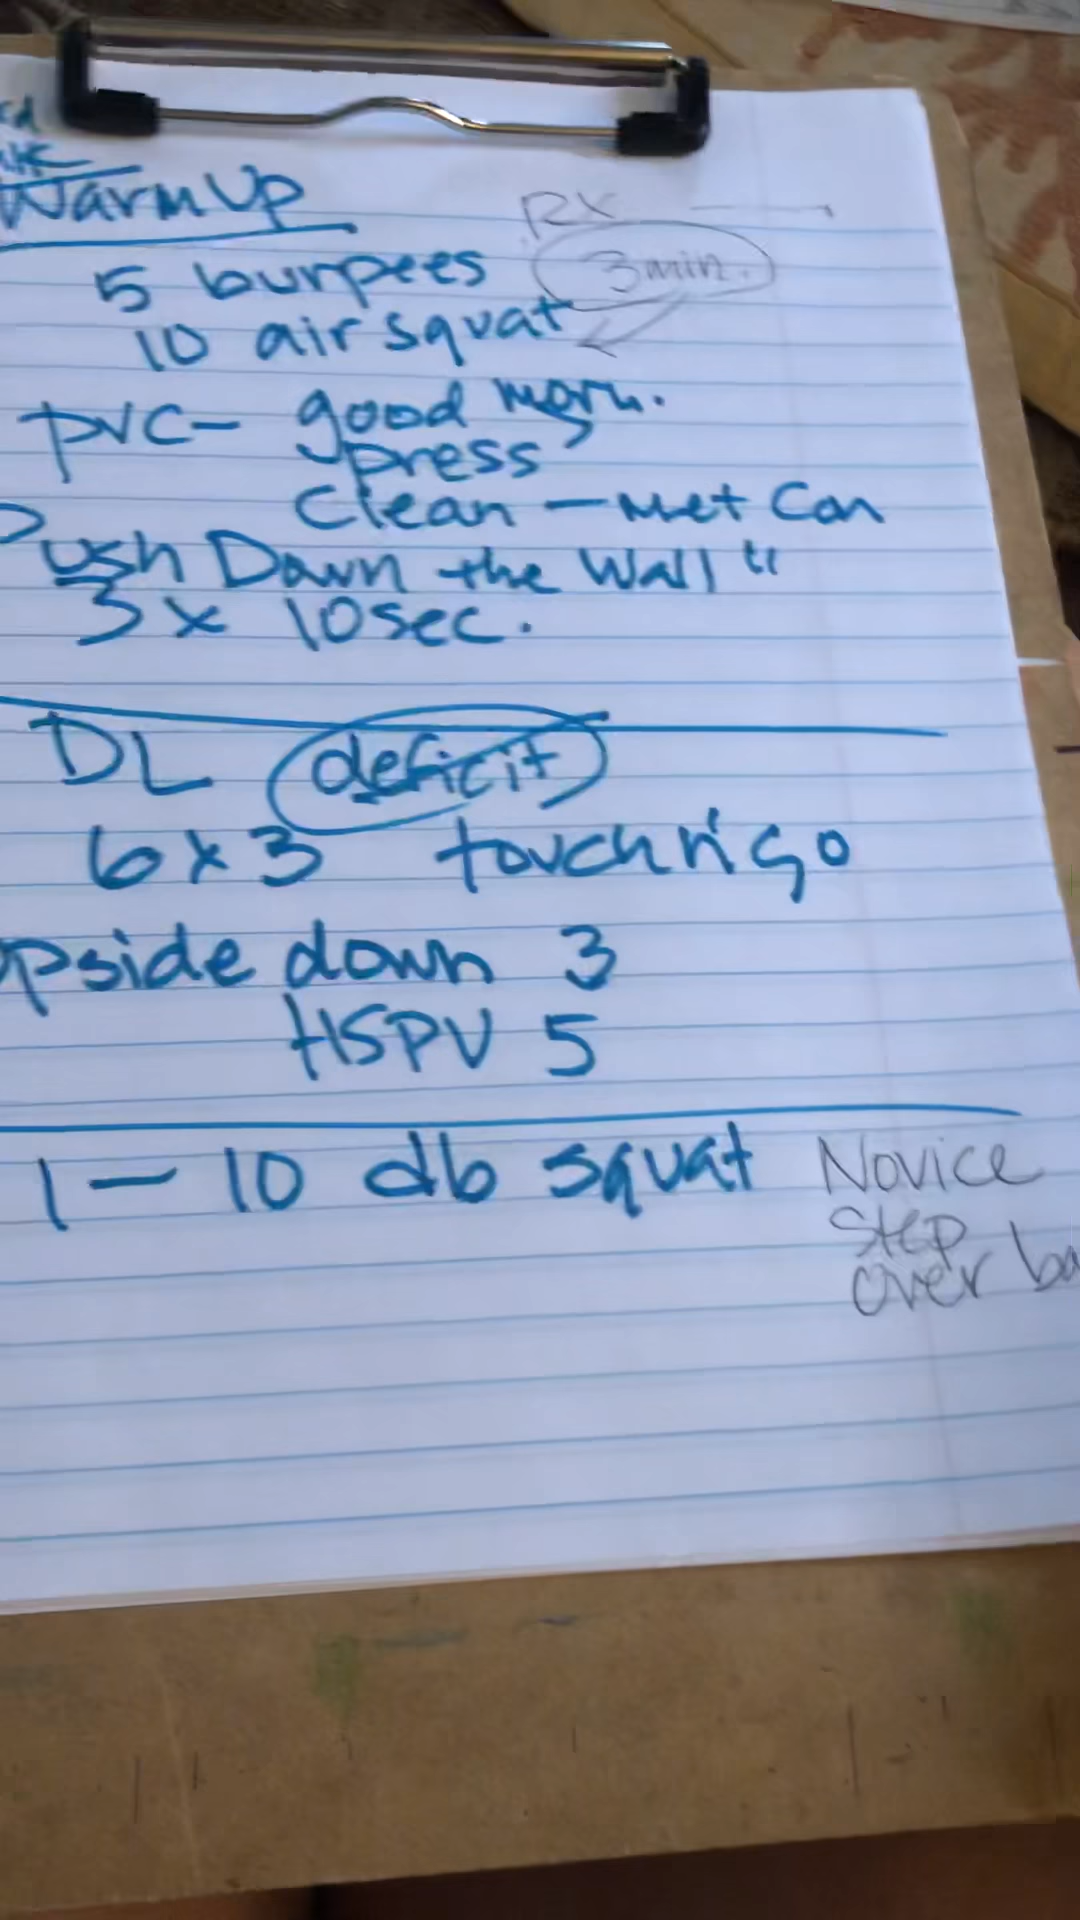 Warm Up
RX
5 burpees
3 min.
10 air squat
PVC - good morn.
press
Clean - Met Con
Push Down the Wall "
3 x 10 sec.
DL deficit
6 x 3 touch n' go
pside down 3
HSPU 5
1 - 10 db squat
Novice
Step
over ba